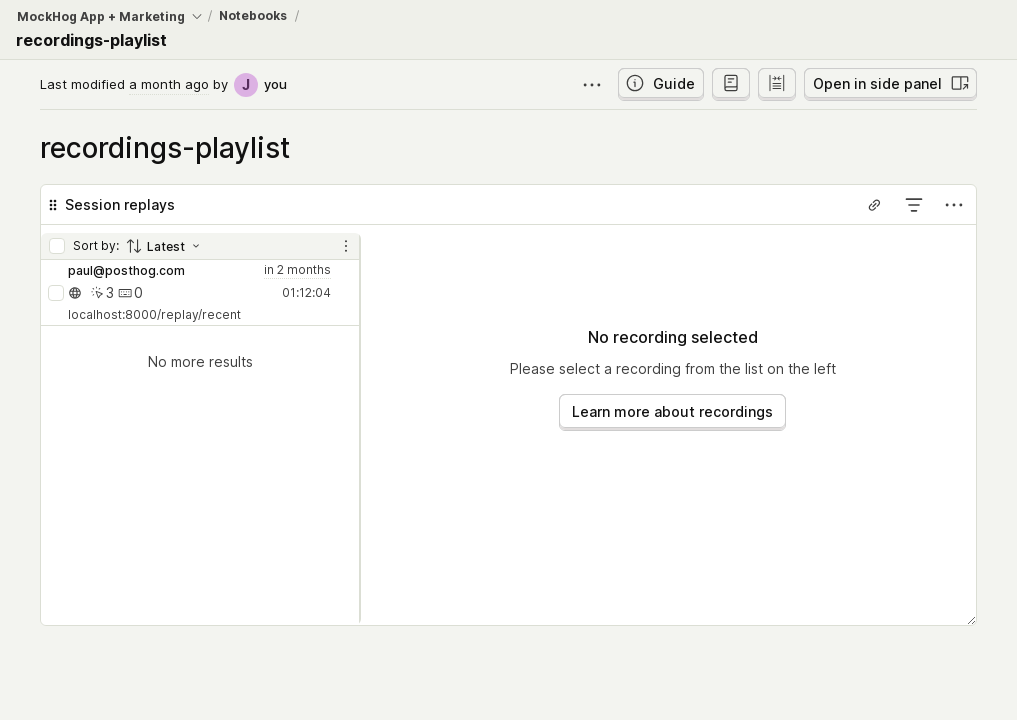 MockHog App + Marketing / Notebooks /
recordings-playlist
Last modified a month ago by J you
Guide
Open in side panel
recordings-playlist
Session replays
Sort by: Latest
paul@posthog.com in 2 months
3 0 01:12:04
localhost:8000/replay/recent
No more results
No recording selected
Please select a recording from the list on the left
Learn more about recordings